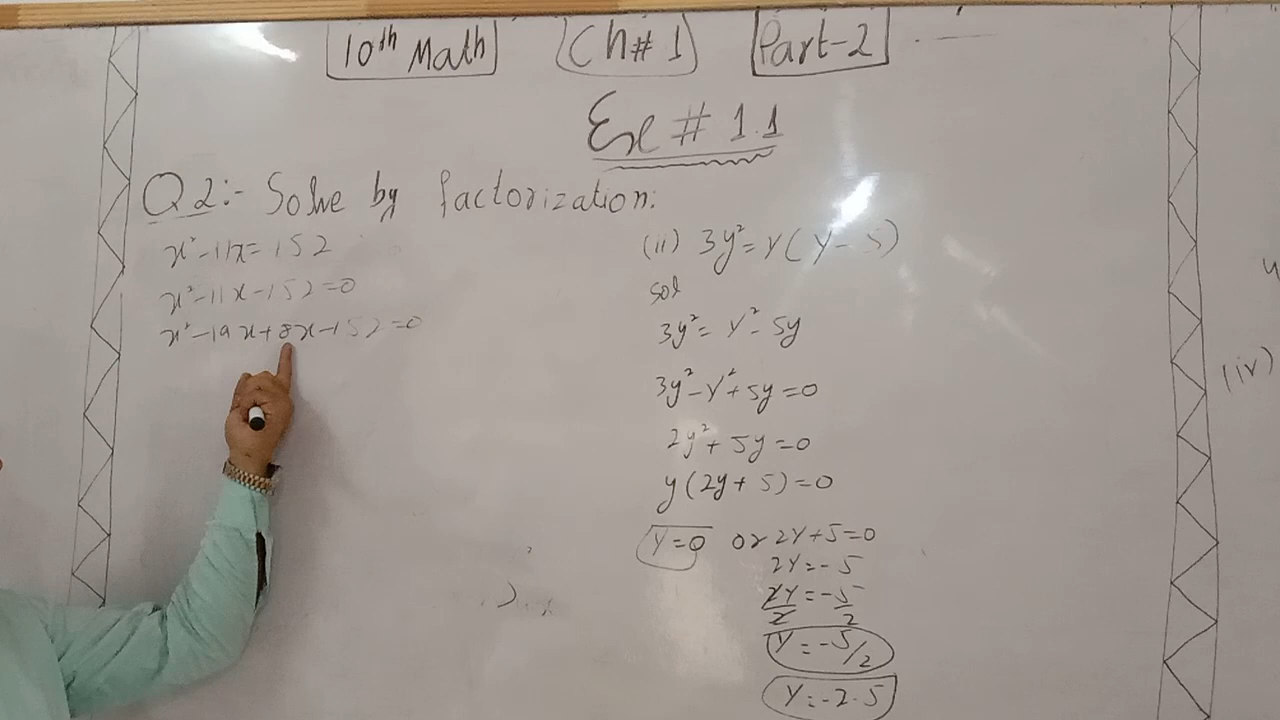 10th Math Ch# 1 Part-2
Ex # 1.1
Q2:- Solve by factorization:
x² -11x = 152
x² -11x -152 =0
x² -19x +8x -152 =0
(ii) 3y² = y(y-5)
sol
3y² = y² - 5y
3y² - y² + 5y =0
2y² + 5y =0
y(2y + 5) =0
y=0 or 2y+5=0
2y = -5
2y/2 = -5/2
y = -5/2
y = -2.5
(iv)